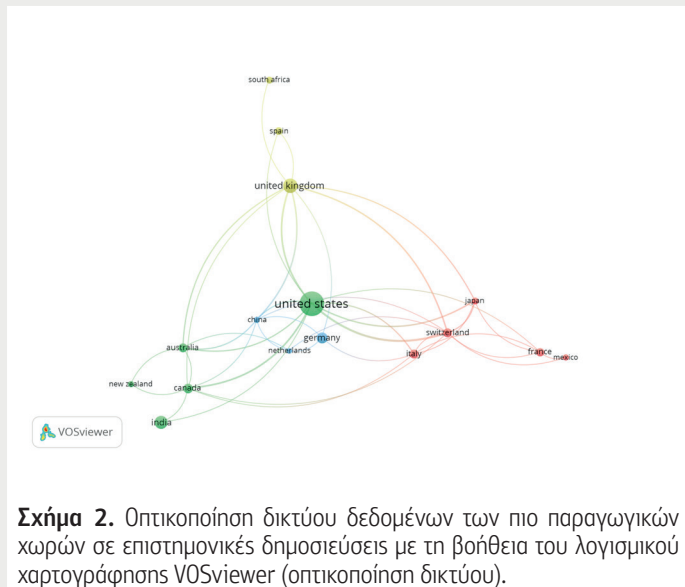 south africa
spain
united kingdom
united states
japan
china
switzerland
germany
australia
netherlands
italy
france
mexico
new zealand
canada
india
VOSviewer
Σχήμα 2. Οπτικοποίηση δικτύου δεδομένων των πιο παραγωγικών
χωρών σε επιστημονικές δημοσιεύσεις με τη βοήθεια του λογισμικού
χαρτογράφησης VOSviewer (οπτικοποίηση δικτύου).